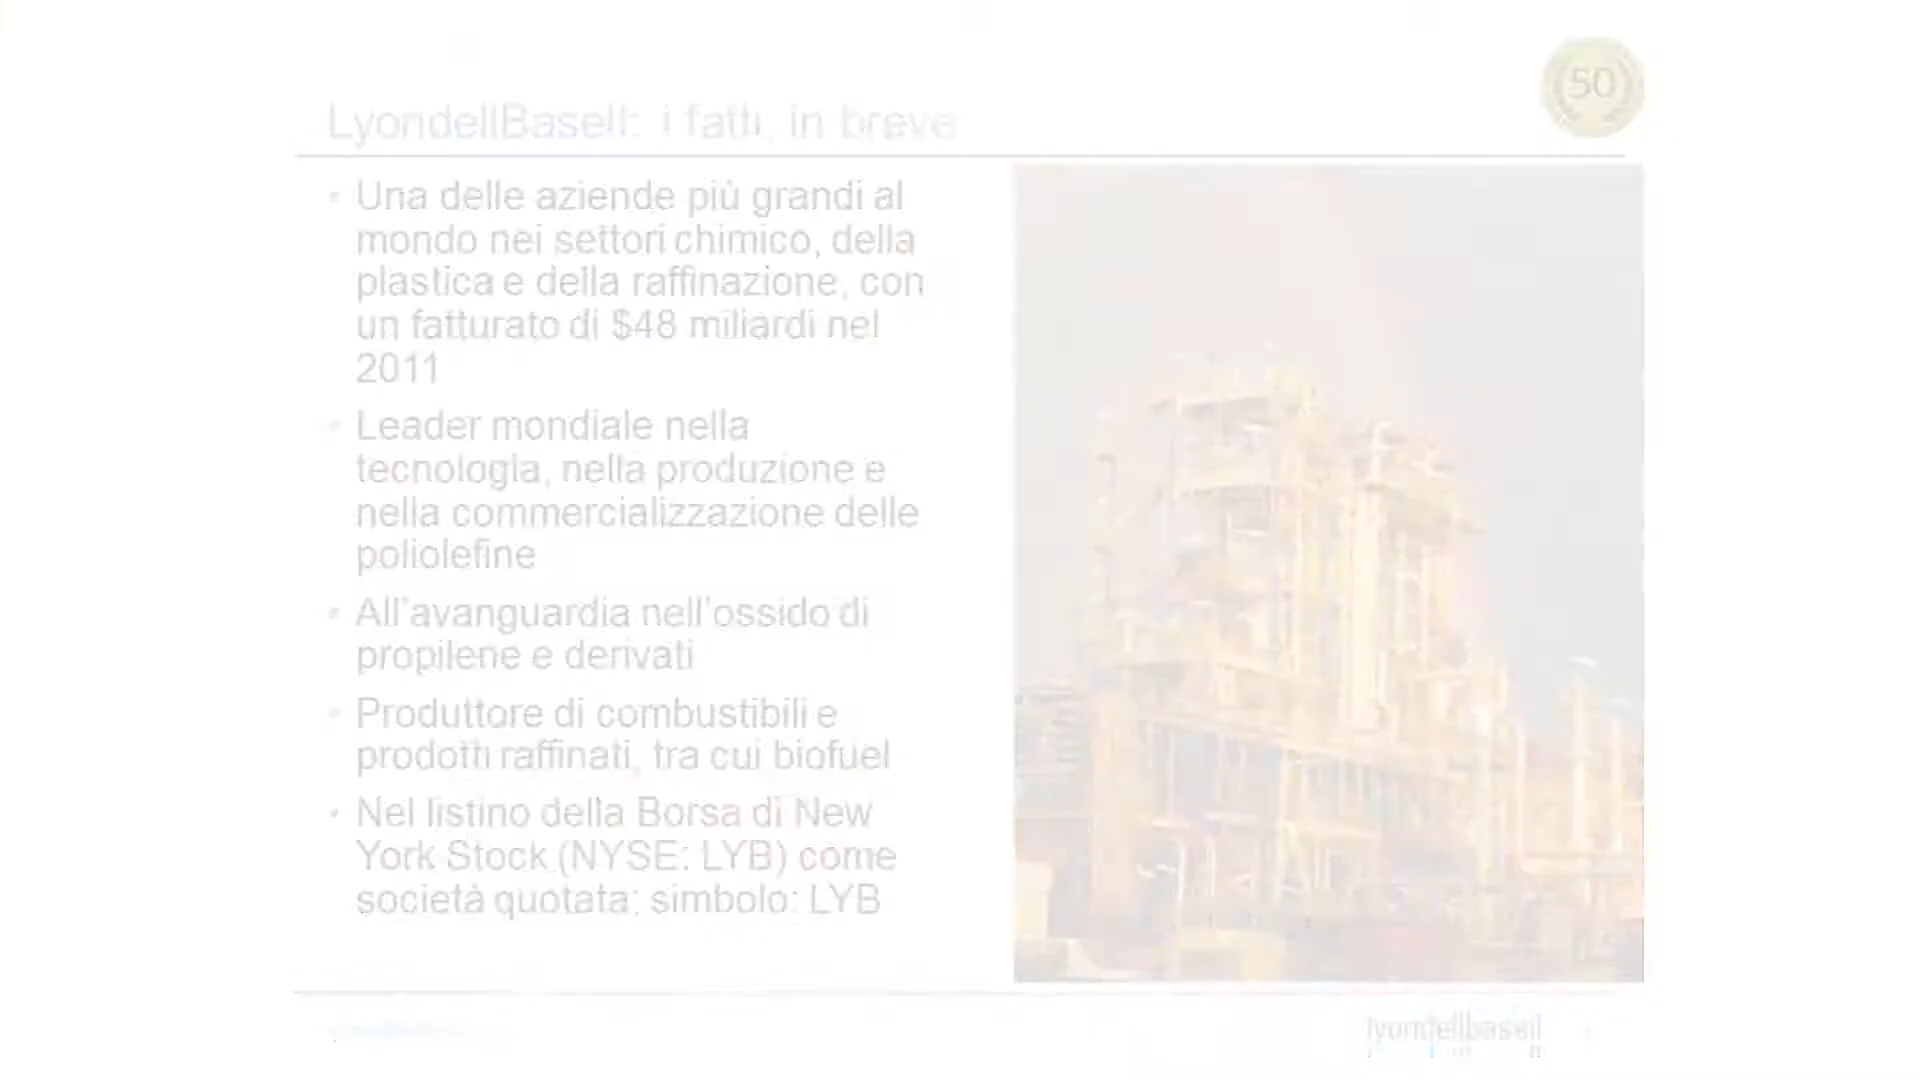 50
LyondellBasell: i fatti, in breve
• Una delle aziende più grandi al
mondo nei settori chimico, della
plastica e della raffinazione, con
un fatturato di $48 miliardi nel
2011
• Leader mondiale nella
tecnologia, nella produzione e
nella commercializzazione delle
poliolefine
• All'avanguardia nell'ossido di
propilene e derivati
• Produttore di combustibili e
prodotti raffinati, tra cui biofuel
• Nel listino della Borsa di New
York Stock (NYSE: LYB) come
società quotata; simbolo: LYB
lyondellbasell